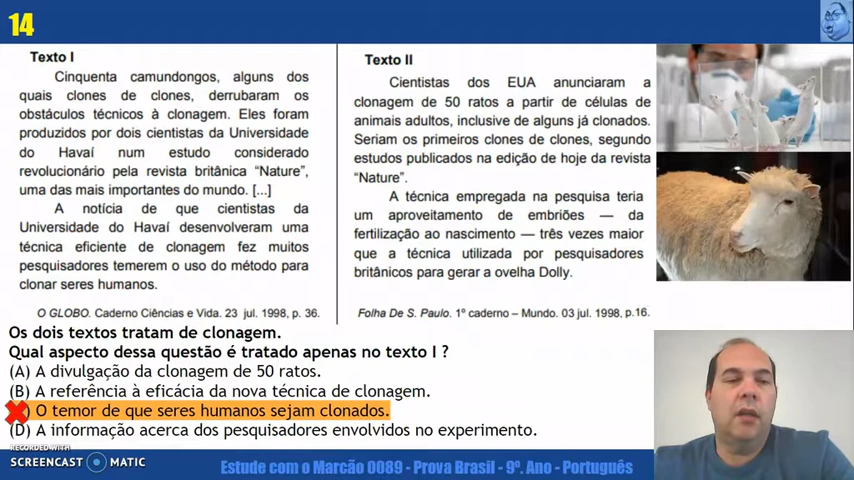 14
Texto I
Cinquenta camundongos, alguns dos
quais clones de clones, derrubaram os
obstáculos técnicos à clonagem. Eles foram
produzidos por dois cientistas da Universidade
do Havaí num estudo considerado
revolucionário pela revista britânica “Nature”,
uma das mais importantes do mundo. [...]
A notícia de que cientistas da
Universidade do Havaí desenvolveram uma
técnica eficiente de clonagem fez muitos
pesquisadores temerem o uso do método para
clonar seres humanos.
O GLOBO. Caderno Ciências e Vida. 23 jul. 1998, p. 36.
Texto II
Cientistas dos EUA anunciaram a
clonagem de 50 ratos a partir de células de
animais adultos, inclusive de alguns já clonados.
Seriam os primeiros clones de clones, segundo
estudos publicados na edição de hoje da revista
“Nature”.
A técnica empregada na pesquisa teria
um aproveitamento de embriões — da
fertilização ao nascimento — três vezes maior
que a técnica utilizada por pesquisadores
britânicos para gerar a ovelha Dolly.
Folha De S. Paulo. 1º caderno – Mundo. 03 jul. 1998, p.16.
Os dois textos tratam de clonagem.
Qual aspecto dessa questão é tratado apenas no texto I ?
(A) A divulgação da clonagem de 50 ratos.
(B) A referência à eficácia da nova técnica de clonagem.
) O temor de que seres humanos sejam clonados.
(D) A informação acerca dos pesquisadores envolvidos no experimento.
RECORDED WITH
SCREENCAST MATIC
Estude com o Marcão 0089 - Prova Brasil - 9º. Ano - Português